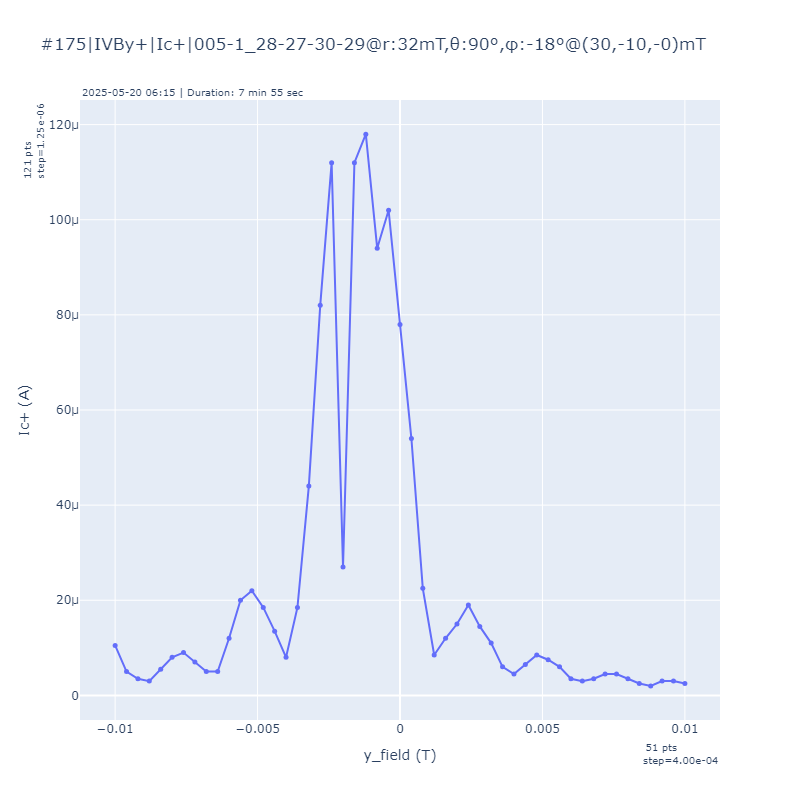 #175|IVBy+|Ic+|005-1_28-27-30-29@r:32mT,θ:90°,φ:-18°@(30,-10,-0)mT
2025-05-20 06:15 | Duration: 7 min 55 sec
121 pts
step=1.25e-06
120μ
100μ
80μ
60μ
40μ
20μ
0
Ic+ (A)
−0.01
−0.005
0
0.005
0.01
y_field (T)
51 pts
step=4.00e-04